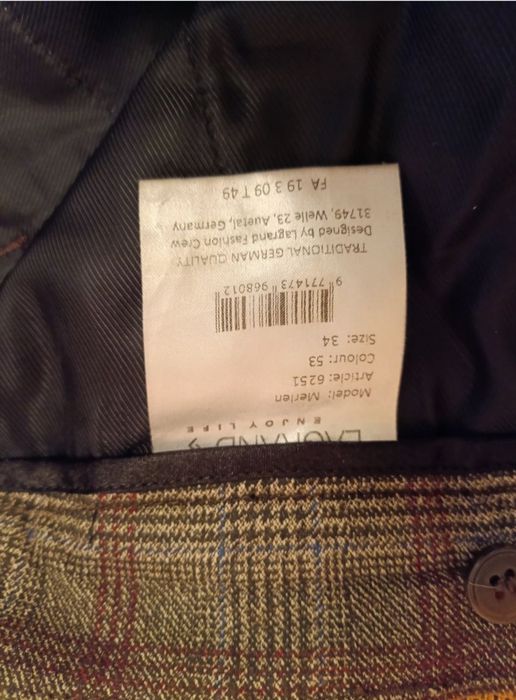 LAGRAND
ENJOY LIFE
Model: Merlen
Article: 6251
Colour: 53
Size: 34
9 771473 968012
TRADITIONAL GERMAN QUALITY
Designed by Lagrand Fashion Crew
31749, Welle 23, Auetal, Germany
FA 19 3 09 T 49